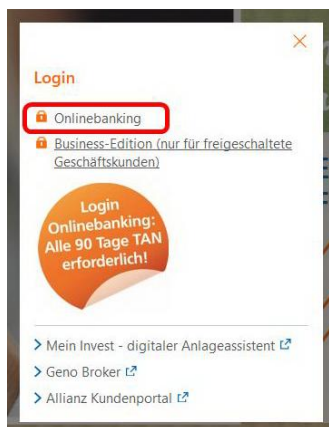 Login
Onlinebanking
Business-Edition (nur für freigeschaltete
Geschäftskunden)
Login
Onlinebanking:
Alle 90 Tage TAN
erforderlich!
Mein Invest - digitaler Anlageassistent
Geno Broker
Allianz Kundenportal